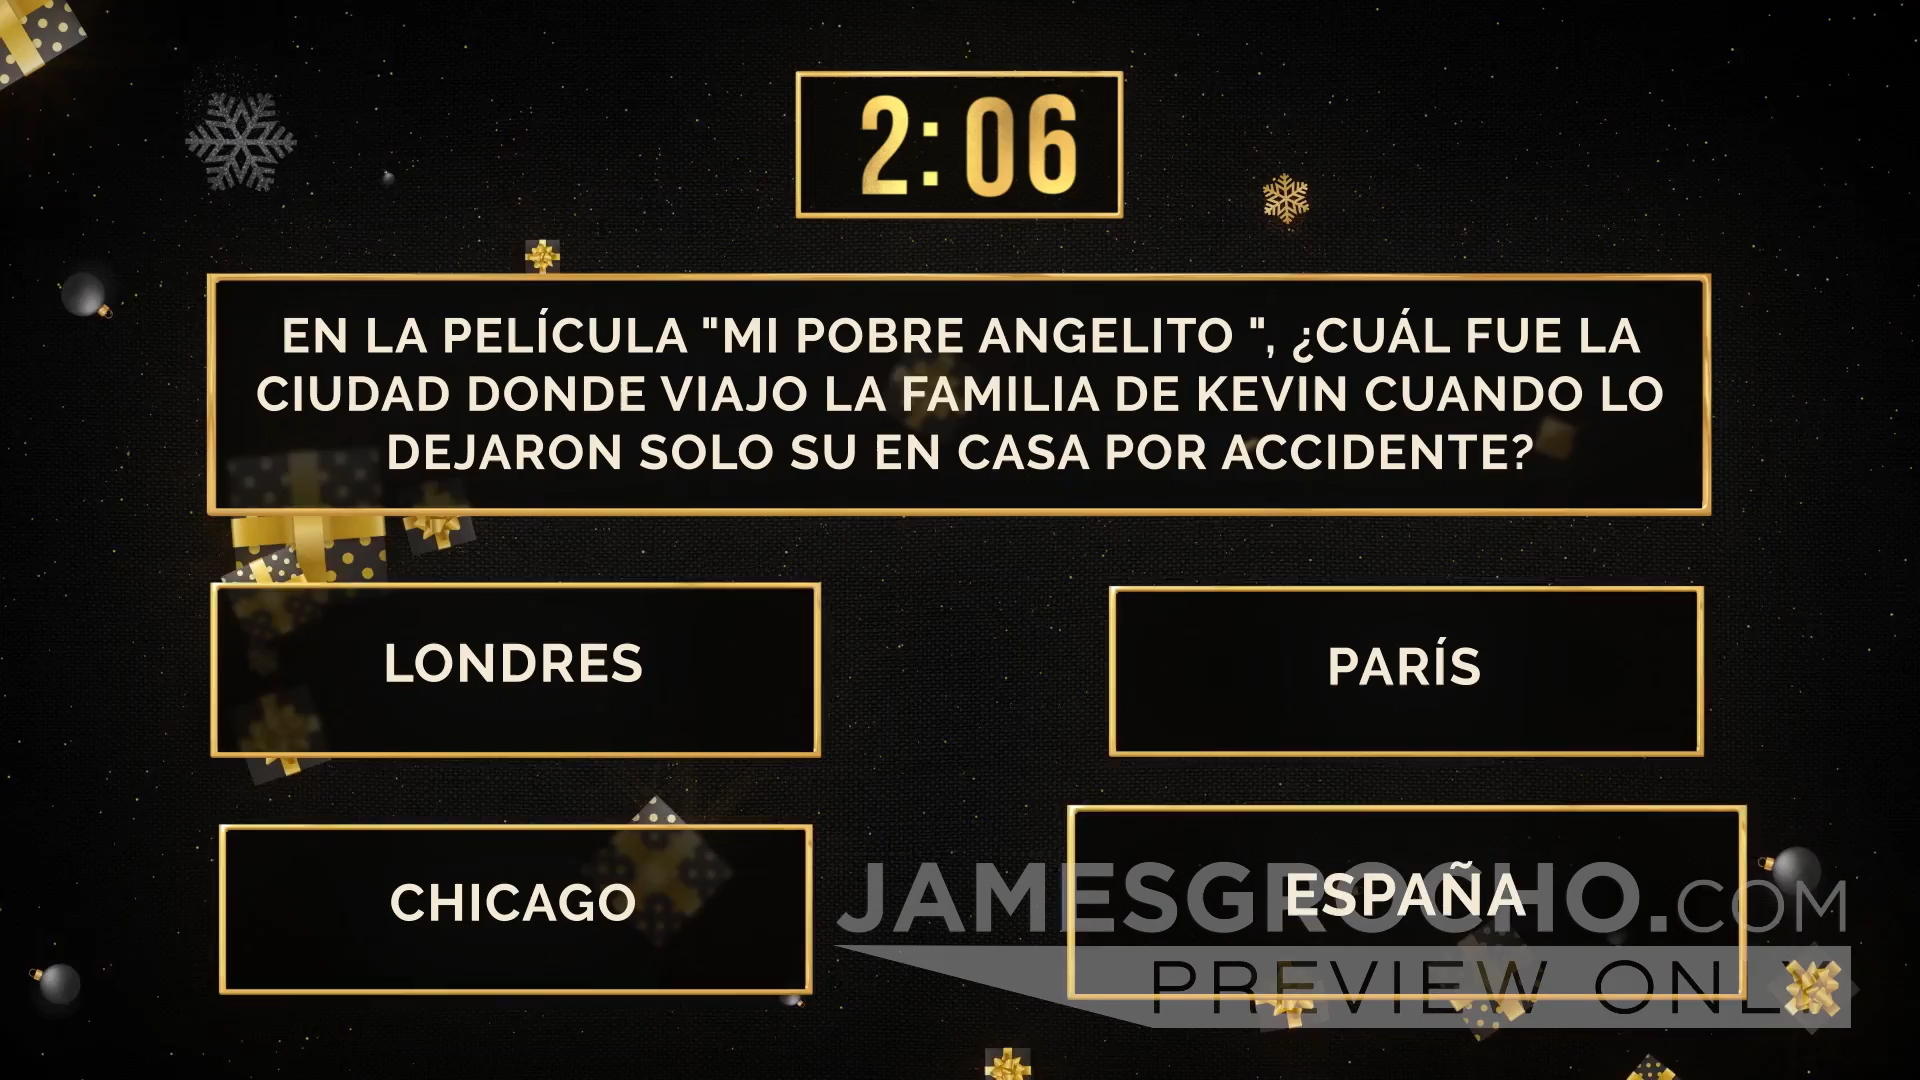 2:06
EN LA PELÍCULA "MI POBRE ANGELITO ", ¿CUÁL FUE LA
CIUDAD DONDE VIAJO LA FAMILIA DE KEVIN CUANDO LO
DEJARON SOLO SU EN CASA POR ACCIDENTE?
LONDRES
PARÍS
CHICAGO
ESPAÑA
JAMESGROCHO.COM
PREVIEW ONLY